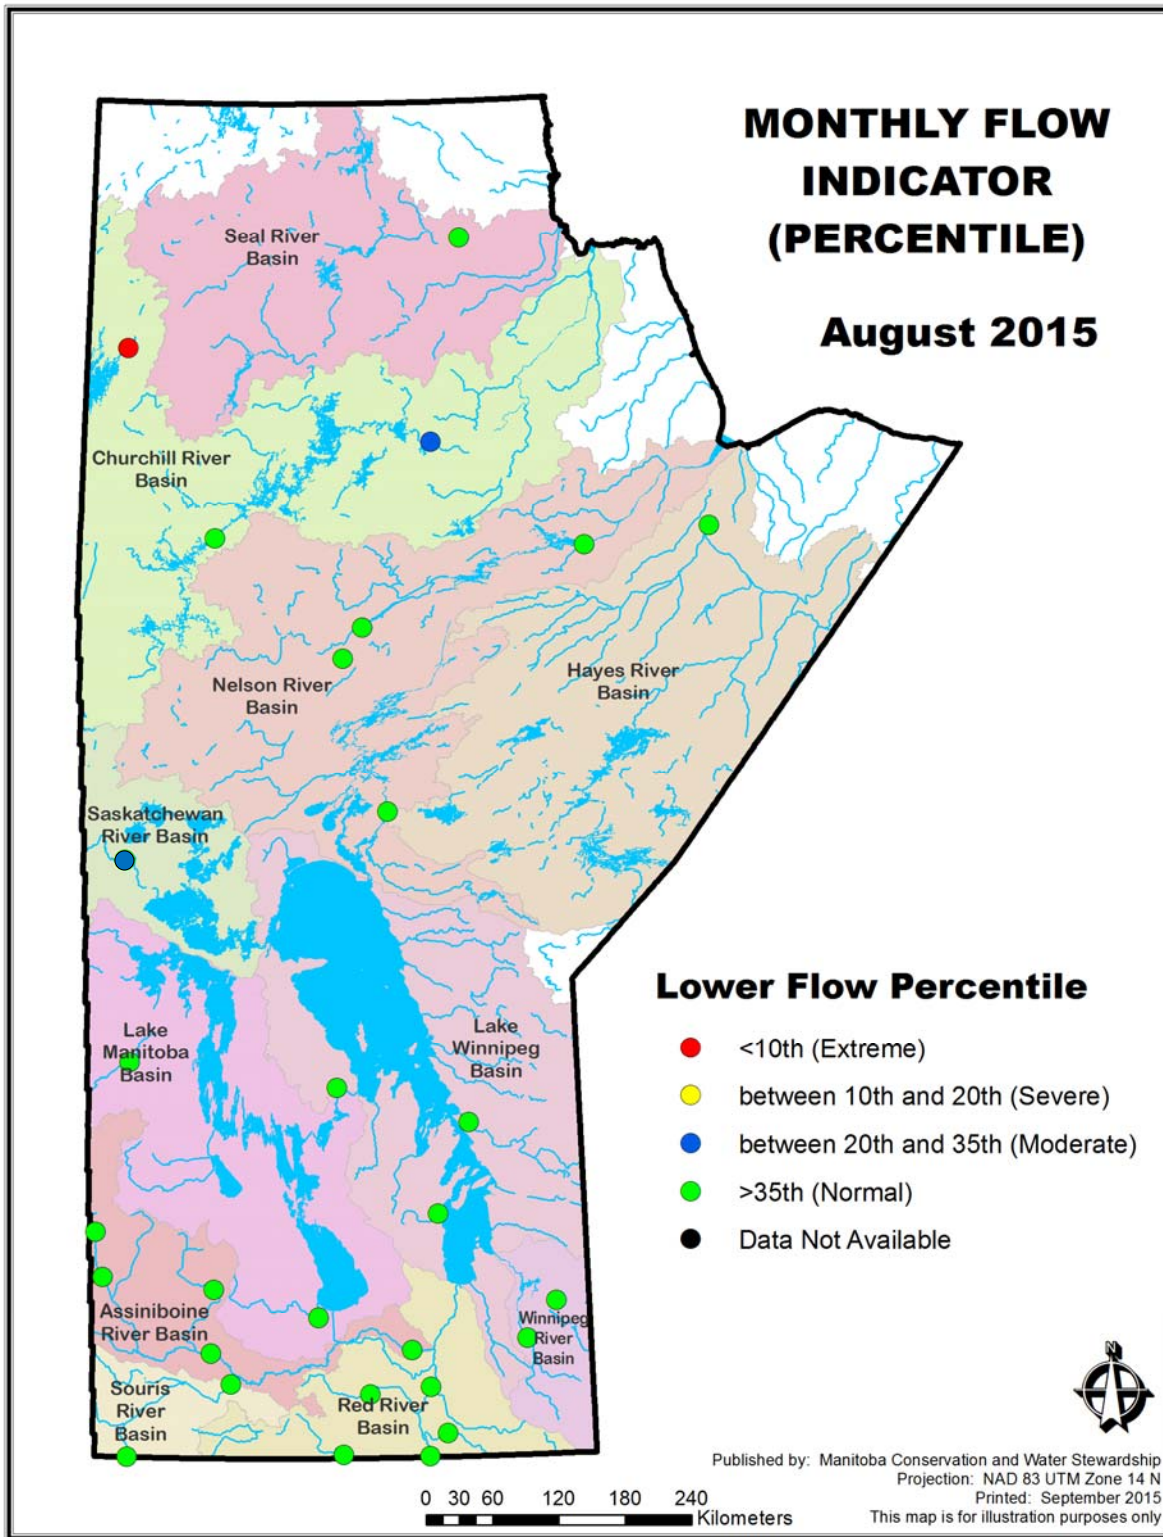 MONTHLY FLOW
INDICATOR
(PERCENTILE)
August 2015
Seal River
Basin
Churchill River
Basin
Nelson River
Basin
Hayes River
Basin
Saskatchewan
River Basin
Lake
Manitoba
Basin
Lake
Winnipeg
Basin
Assiniboine
River Basin
Winnipeg
River
Basin
Souris
River
Basin
Red River
Basin
Lower Flow Percentile
<10th (Extreme)
between 10th and 20th (Severe)
between 20th and 35th (Moderate)
>35th (Normal)
Data Not Available
N
0 30 60 120 180 240
Kilometers
Published by: Manitoba Conservation and Water Stewardship
Projection: NAD 83 UTM Zone 14 N
Printed: September 2015
This map is for illustration purposes only